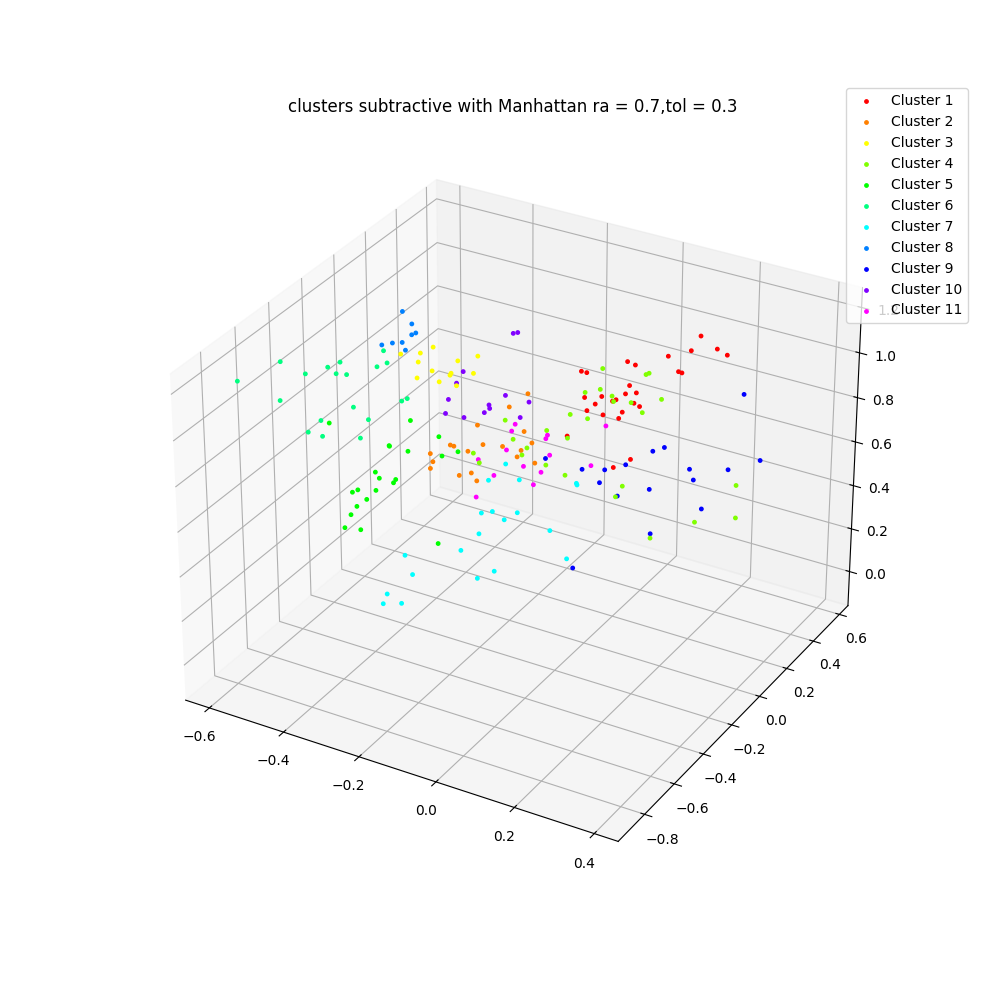 clusters subtractive with Manhattan ra = 0.7,tol = 0.3
Cluster 1
Cluster 2
Cluster 3
Cluster 4
Cluster 5
Cluster 6
Cluster 7
Cluster 8
Cluster 9
Cluster 10
Cluster 11
1.0
0.8
0.6
0.4
0.2
0.0
0.6
0.4
0.2
0.0
−0.2
−0.4
−0.6
−0.8
−0.6
−0.4
−0.2
0.0
0.2
0.4